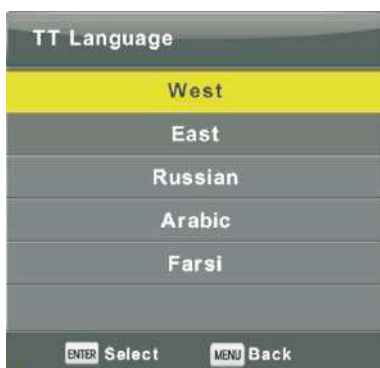 TT Language
West
East
Russian
Arabic
Farsi
ENTER Select MENU Back